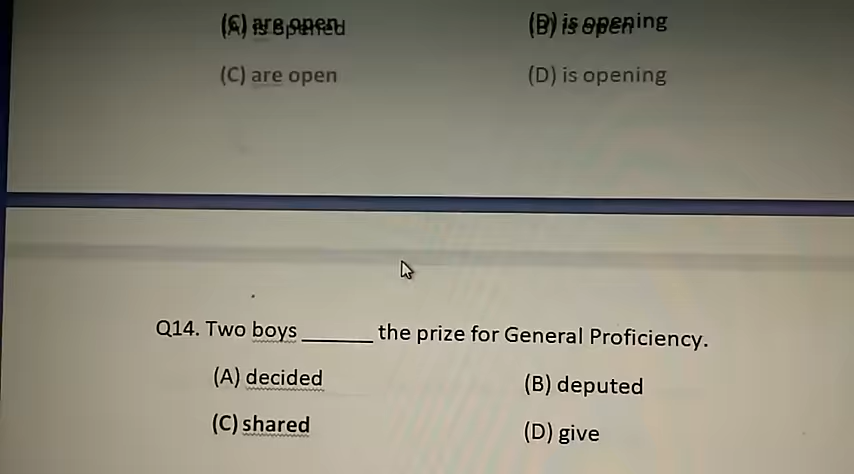 (C) are open (D) is opening
Q14. Two boys ______ the prize for General Proficiency.
(A) decided (B) deputed
(C) shared (D) give